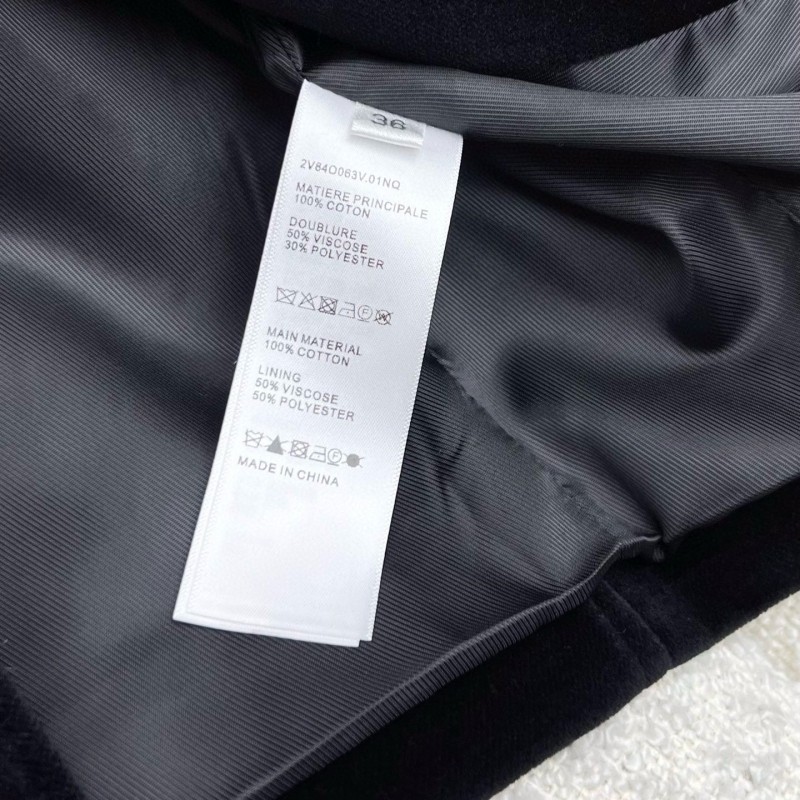 36
2V84O063V.01NQ
MATIERE PRINCIPALE
100% COTON
DOUBLURE
50% VISCOSE
30% POLYESTER
MAIN MATERIAL
100% COTTON
LINING
50% VISCOSE
50% POLYESTER
MADE IN CHINA